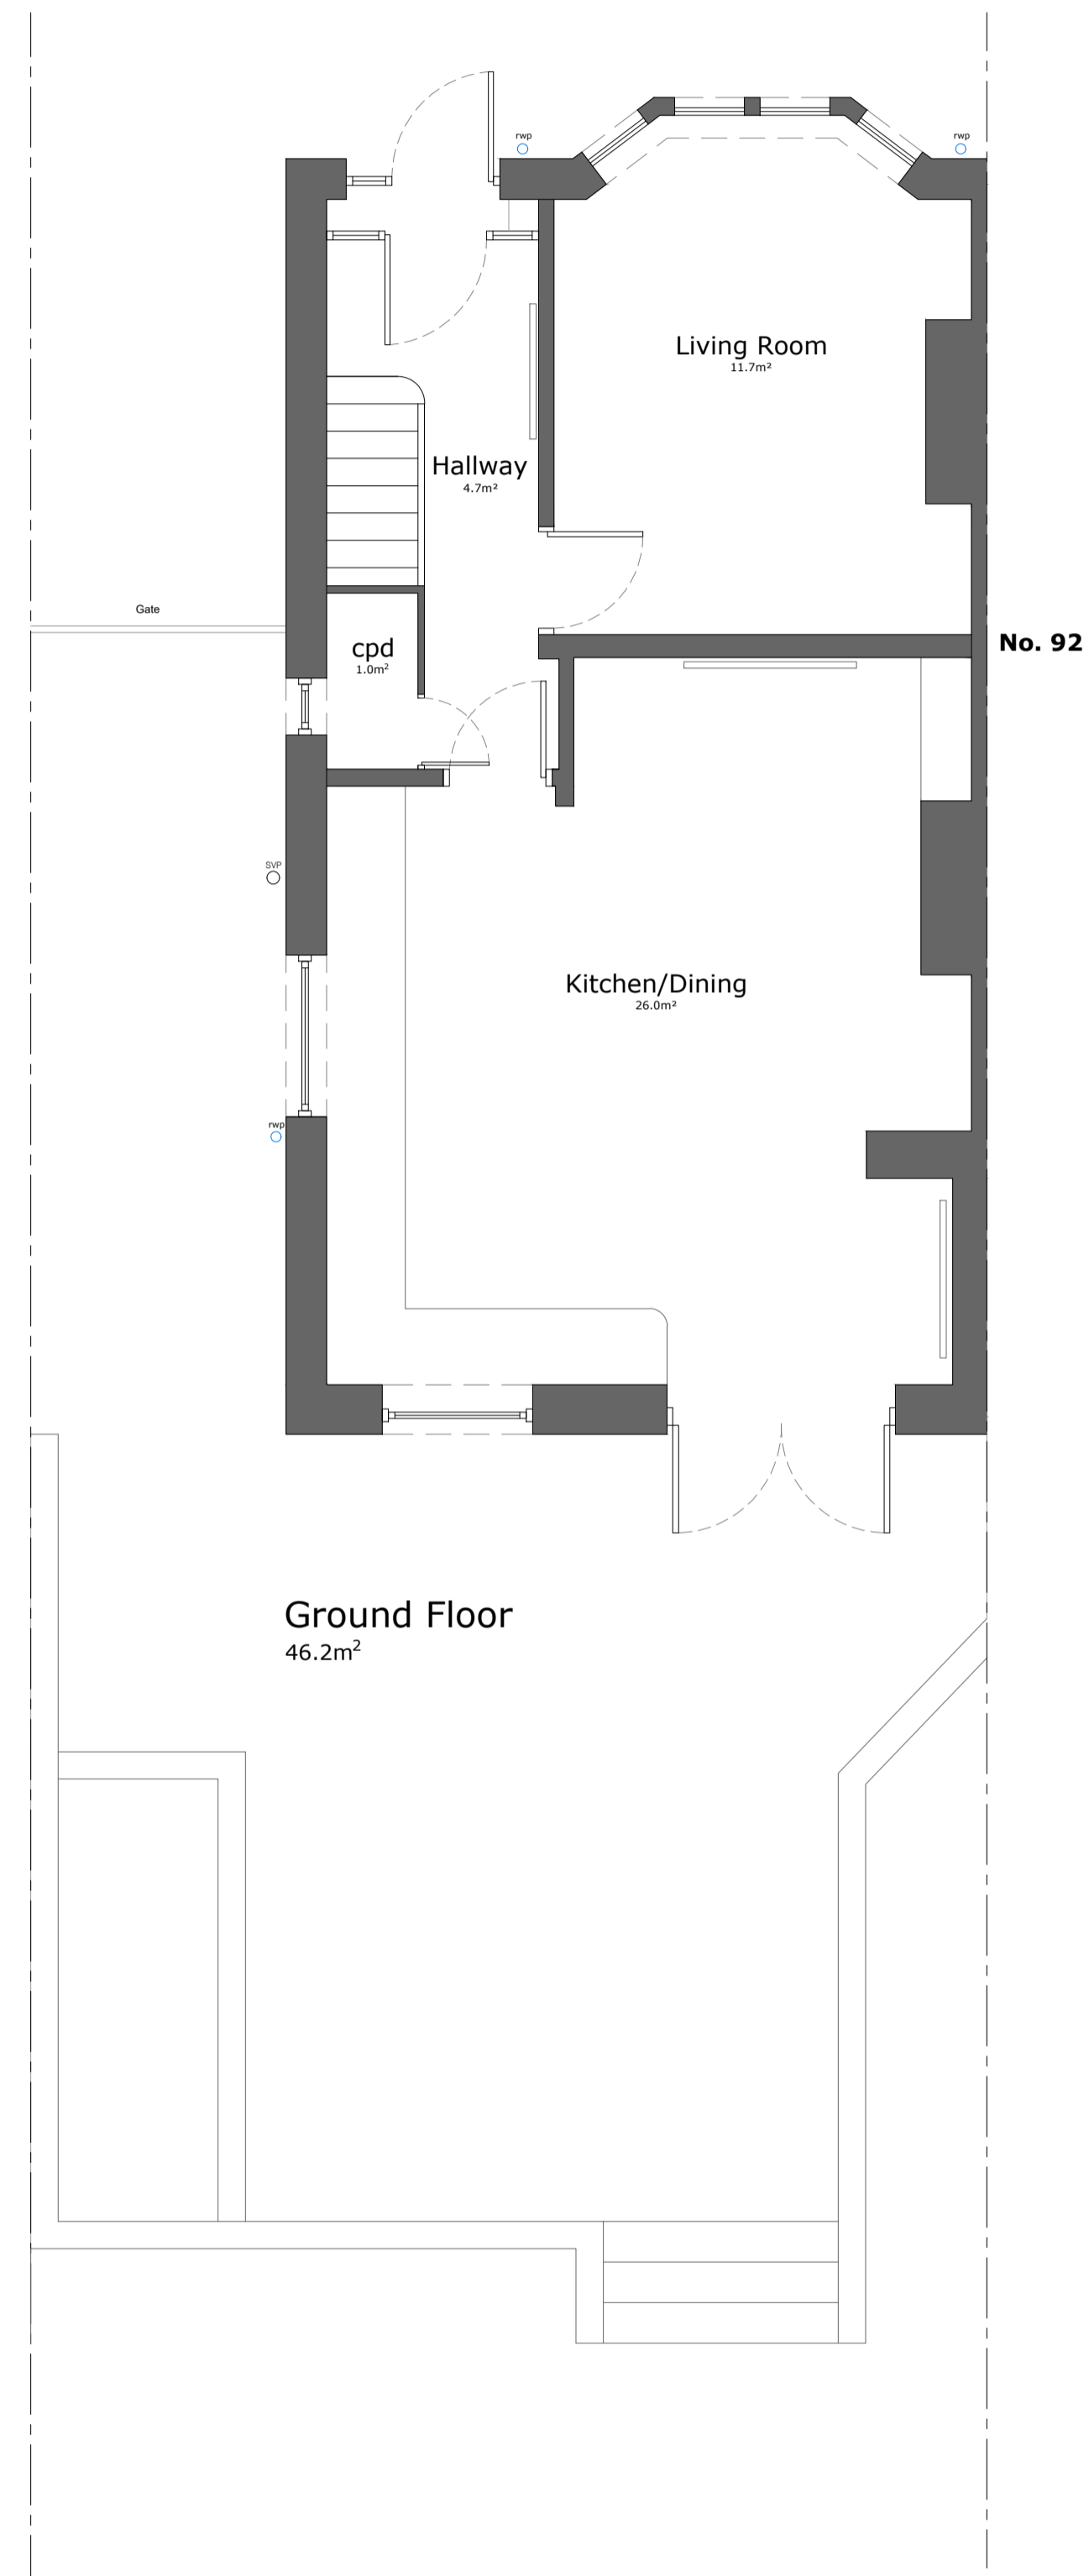 rwp
rwp
Living Room
11.7m²
Hallway
4.7m²
Gate
No. 92
cpd
1.0m²
SVP
Kitchen/Dining
26.0m²
rwp
Ground Floor
46.2m²